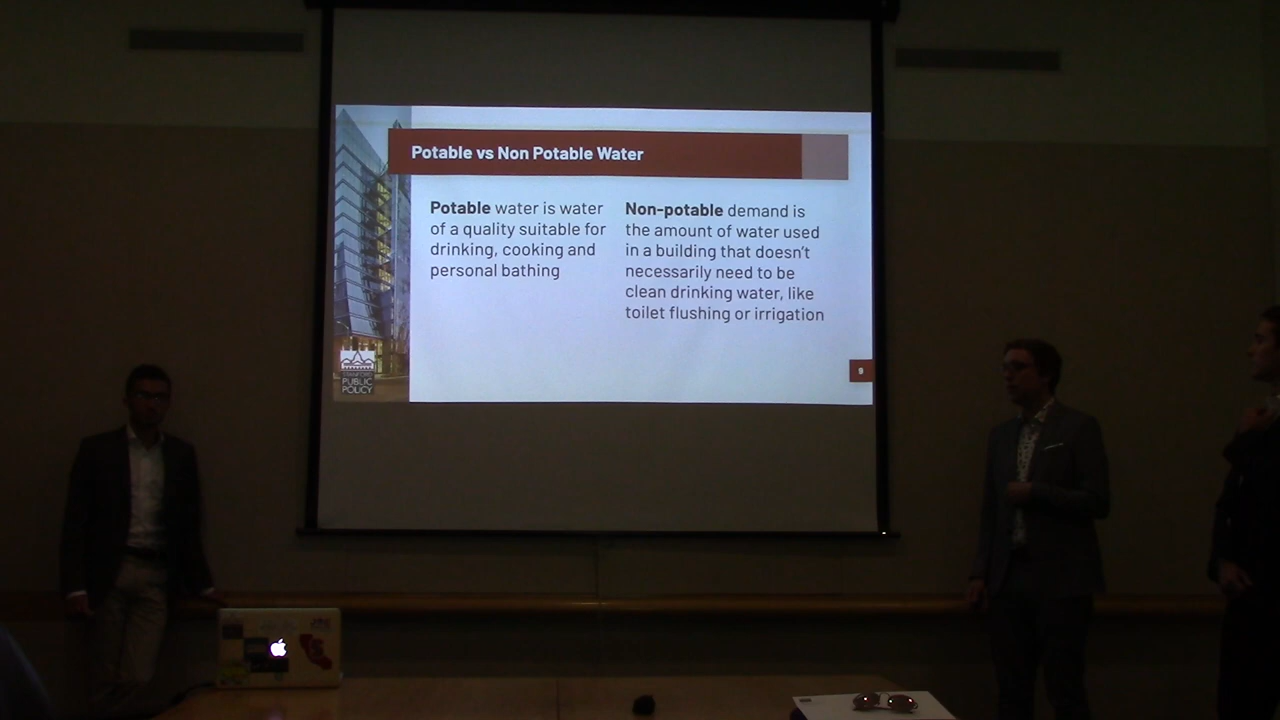 Potable vs Non Potable Water
Potable water is water
of a quality suitable for
drinking, cooking and
personal bathing
Non-potable demand is
the amount of water used
in a building that doesn't
necessarily need to be
clean drinking water, like
toilet flushing or irrigation
STANFORD
PUBLIC
POLICY
9